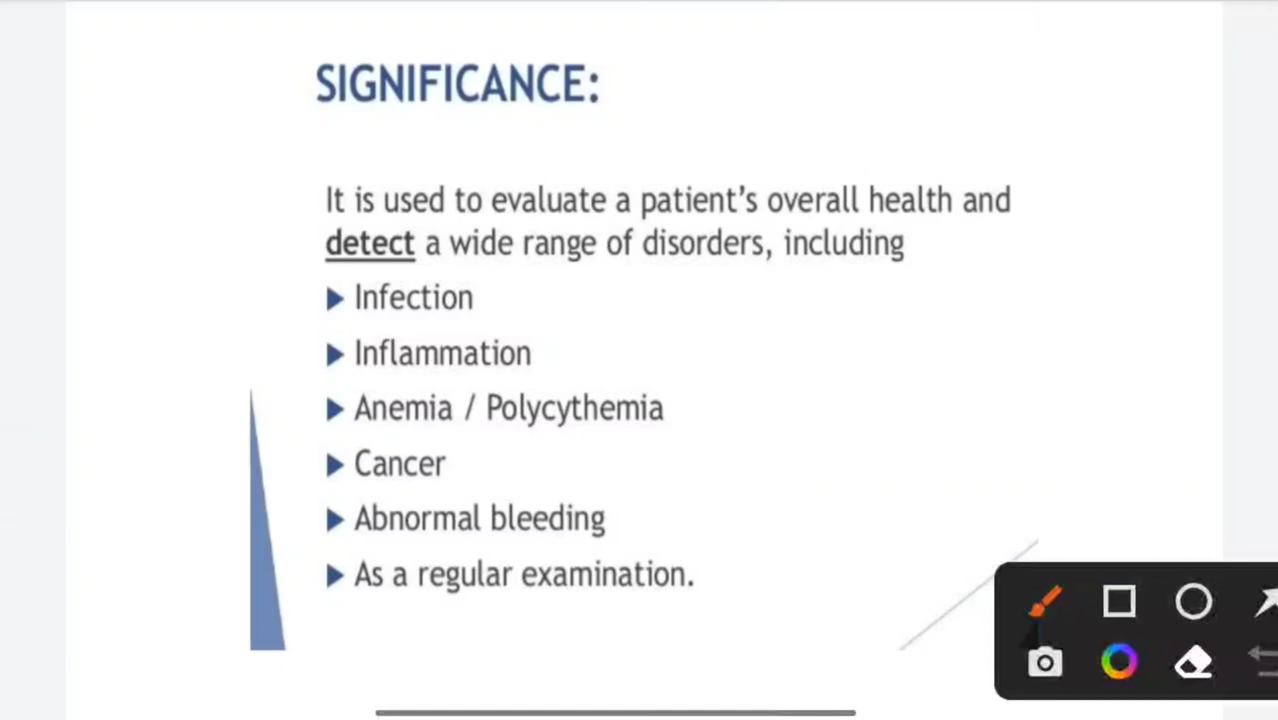 SIGNIFICANCE:
It is used to evaluate a patient's overall health and
detect a wide range of disorders, including
Infection
Inflammation
Anemia / Polycythemia
Cancer
Abnormal bleeding
As a regular examination.